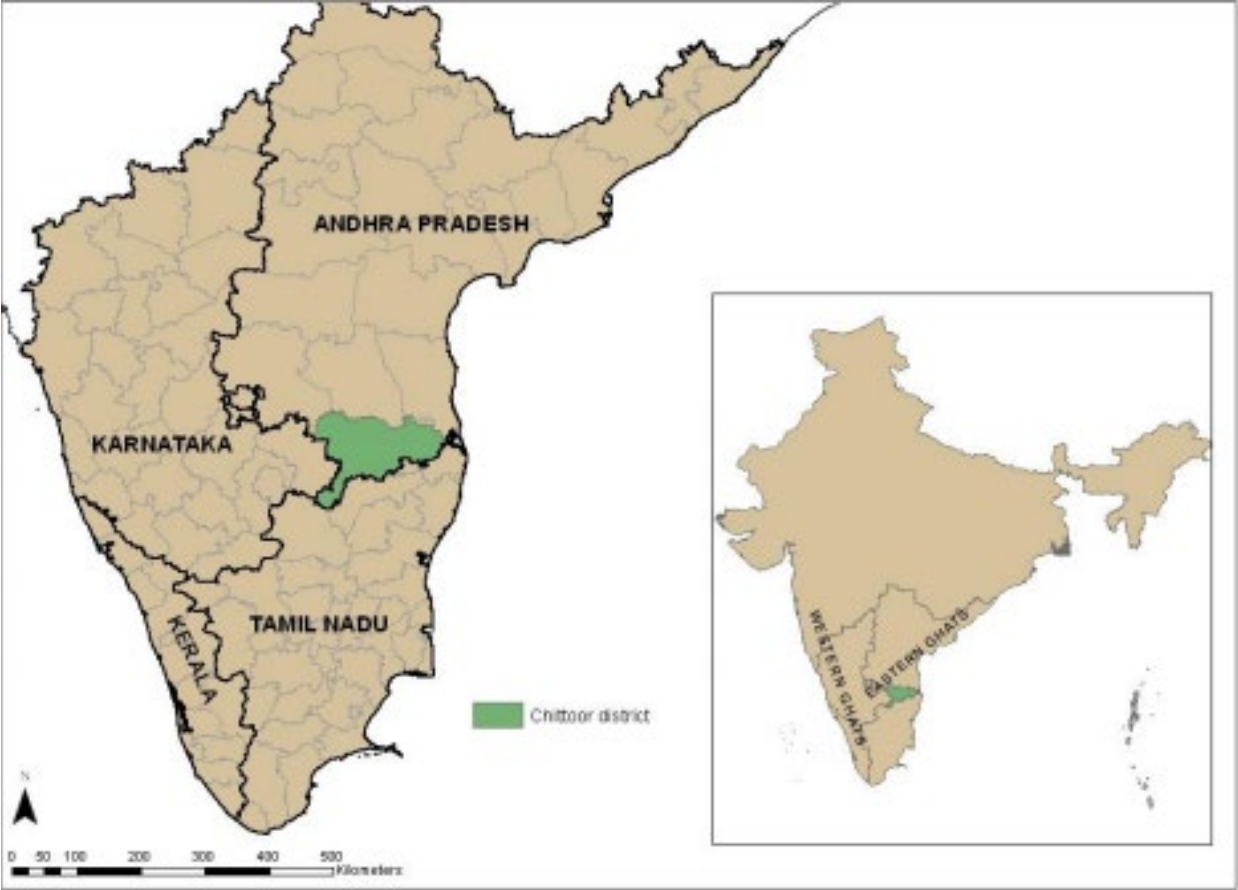 ANDHRA PRADESH
KARNATAKA
TAMIL NADU
KERALA
Chittoor district
WESTERN GHATS
EASTERN GHATS
N
0 50 100 200 300 400 500
Kilometers